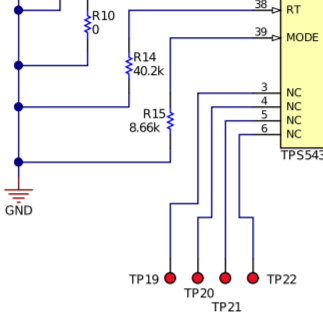 38
RT
R10
0
39
MODE
R14
40.2k
3
NC
R15
4
NC
8.66k
5
NC
6
NC
TPS543
GND
TP19
TP20
TP21
TP22